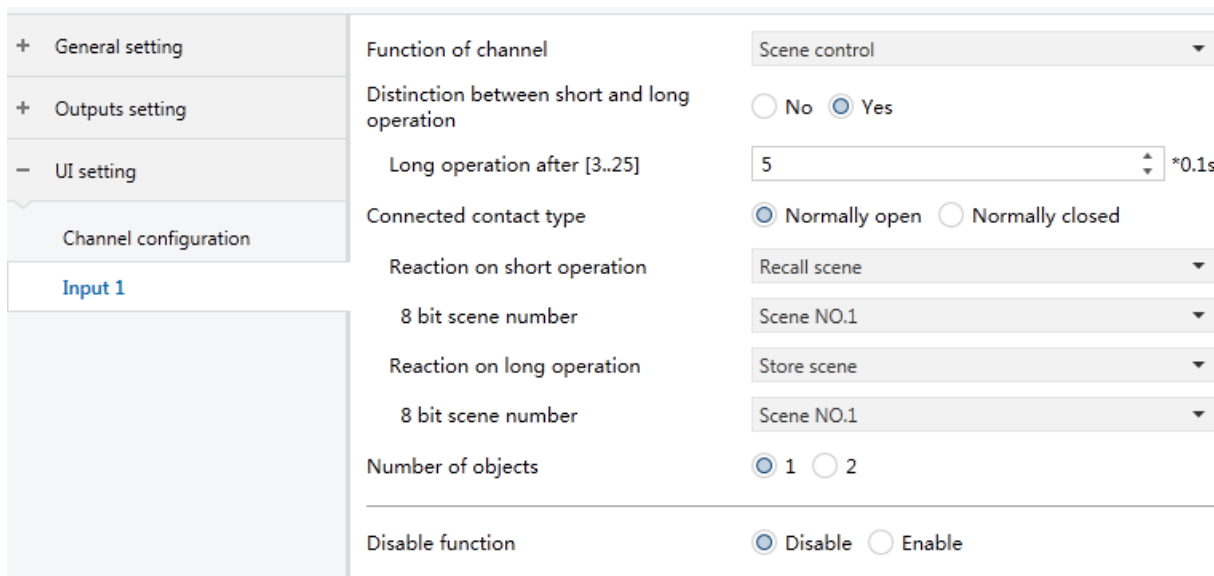 + General setting
+ Outputs setting
− UI setting
Channel configuration
Input 1
Function of channel Scene control
Distinction between short and long
operation No Yes
Long operation after [3..25] 5 *0.1s
Connected contact type Normally open Normally closed
Reaction on short operation Recall scene
8 bit scene number Scene NO.1
Reaction on long operation Store scene
8 bit scene number Scene NO.1
Number of objects 1 2
Disable function Disable Enable